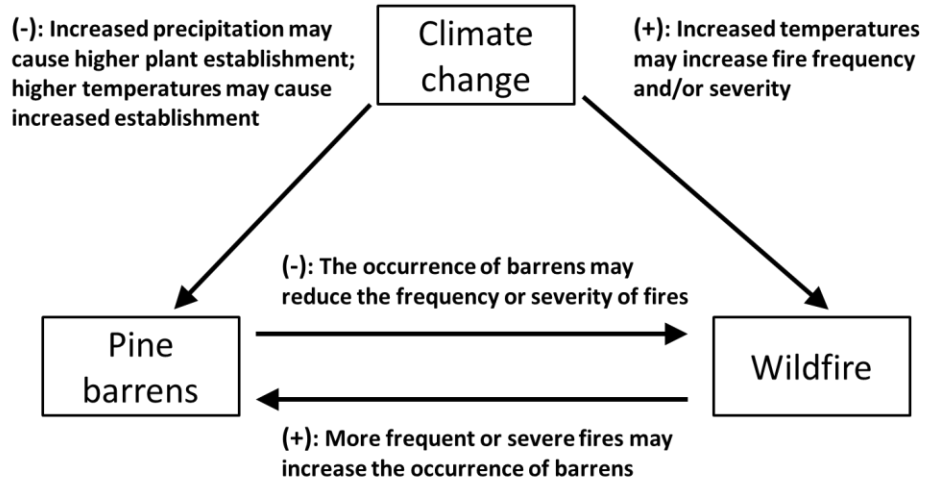 (-): Increased precipitation may
cause higher plant establishment;
higher temperatures may cause
increased establishment
Climate
change
(+): Increased temperatures
may increase fire frequency
and/or severity
(-): The occurrence of barrens may
reduce the frequency or severity of fires
Pine
barrens
Wildfire
(+): More frequent or severe fires may
increase the occurrence of barrens